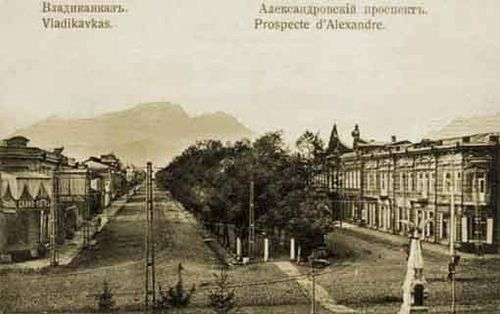 Владикавказъ.
Vladikavkas.
Александровскій проспектъ.
Prospecte d'Alexandre.